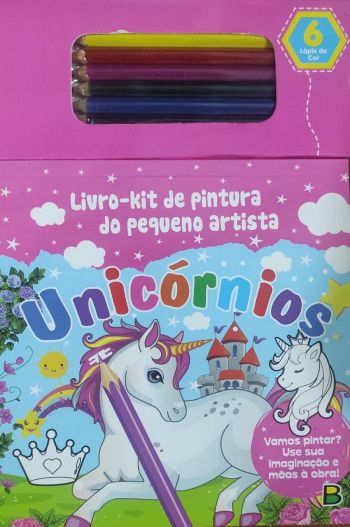 6
Lápis de
Cor
Livro-kit de pintura
do pequeno artista
Unicórnios
Vamos pintar?
Use sua
imaginação e
mãos à obra!
B